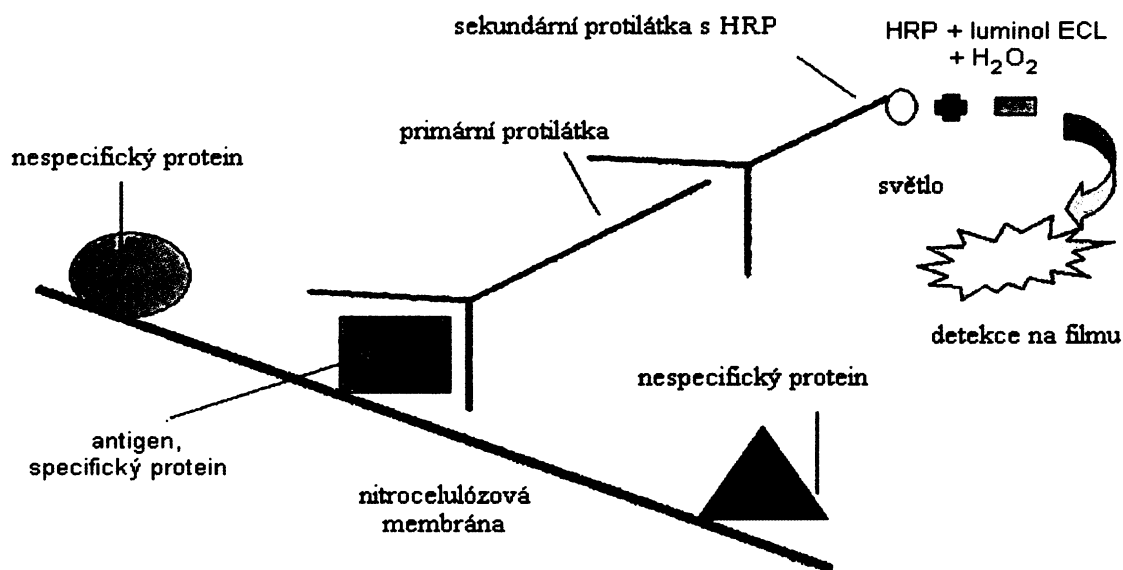 sekundární protilátka s HRP
HRP + luminol ECL
+ H₂O₂
primární protilátka
nespecifický protein
světlo
detekce na filmu
nespecifický protein
antigen,
specifický protein
nitrocelulózová
membrána